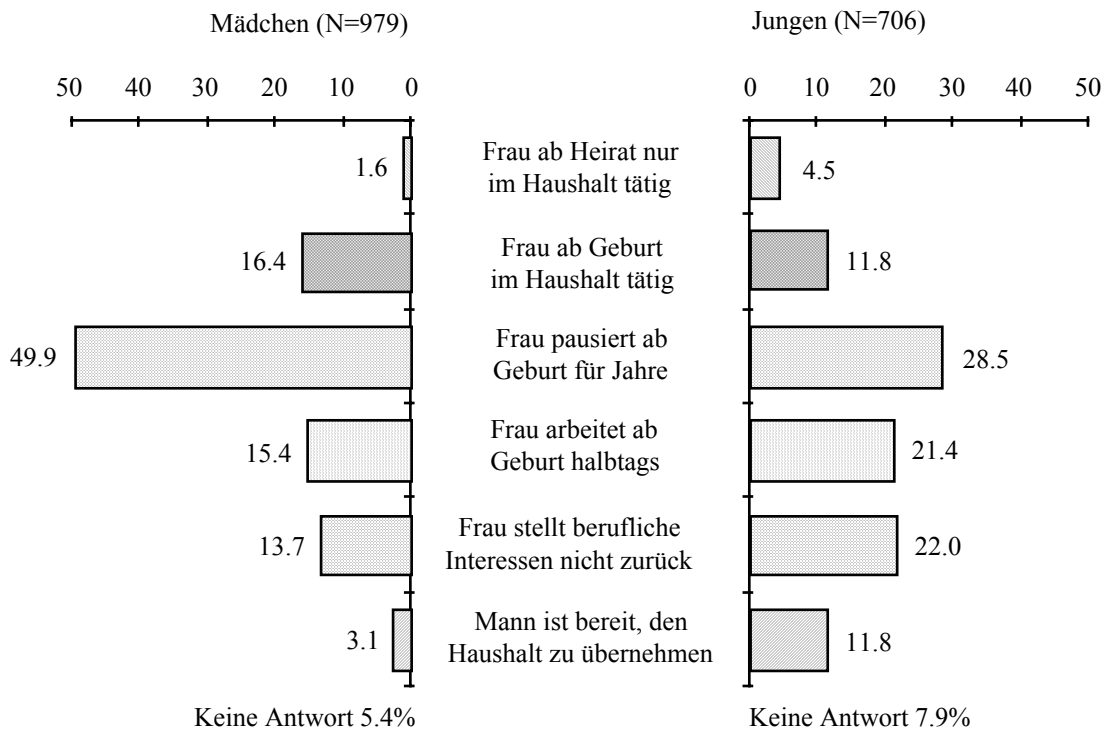 Mädchen (N=979)
Jungen (N=706)
50 40 30 20 10 0
0 10 20 30 40 50
1.6
Frau ab Heirat nur
im Haushalt tätig
4.5
16.4
Frau ab Geburt
im Haushalt tätig
11.8
49.9
Frau pausiert ab
Geburt für Jahre
28.5
15.4
Frau arbeitet ab
Geburt halbtags
21.4
13.7
Frau stellt berufliche
Interessen nicht zurück
22.0
3.1
Mann ist bereit, den
Haushalt zu übernehmen
11.8
Keine Antwort 5.4%
Keine Antwort 7.9%